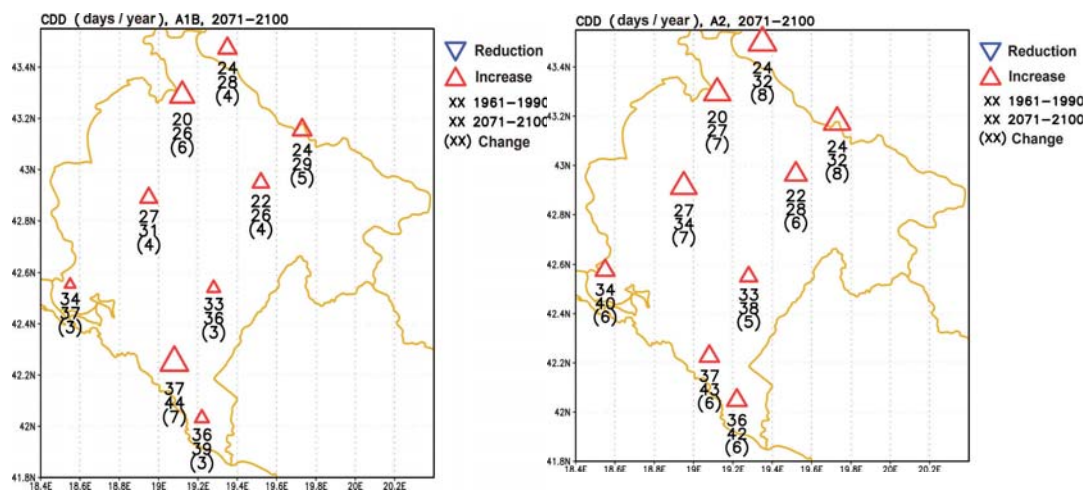 CDD (days/year), A1B, 2071-2100
43.4N
43.2N
43N
42.8N
42.6N
42.4N
42.2N
42N
41.8N
18.4E 18.6E 18.8E 19E 19.2E 19.4E 19.6E 19.8E 20E 20.2E
24
28
(4)
20
26
(6)
24
29
(5)
22
26
(4)
27
31
(4)
34
37
(3)
33
36
(3)
37
44
(7)
36
39
(3)
Reduction
Increase
XX 1961-1990
XX 2071-2100
(XX) Change
CDD (days/year), A2, 2071-2100
43.4N
43.2N
43N
42.8N
42.6N
42.4N
42.2N
42N
41.8N
18.4E 18.6E 18.8E 19E 19.2E 19.4E 19.6E 19.8E 20E 20.2E
24
32
(8)
20
27
(7)
24
32
(8)
22
28
(6)
27
34
(7)
34
40
(6)
33
38
(5)
37
43
(6)
36
42
(6)
Reduction
Increase
XX 1961-1990
XX 2071-2100
(XX) Change